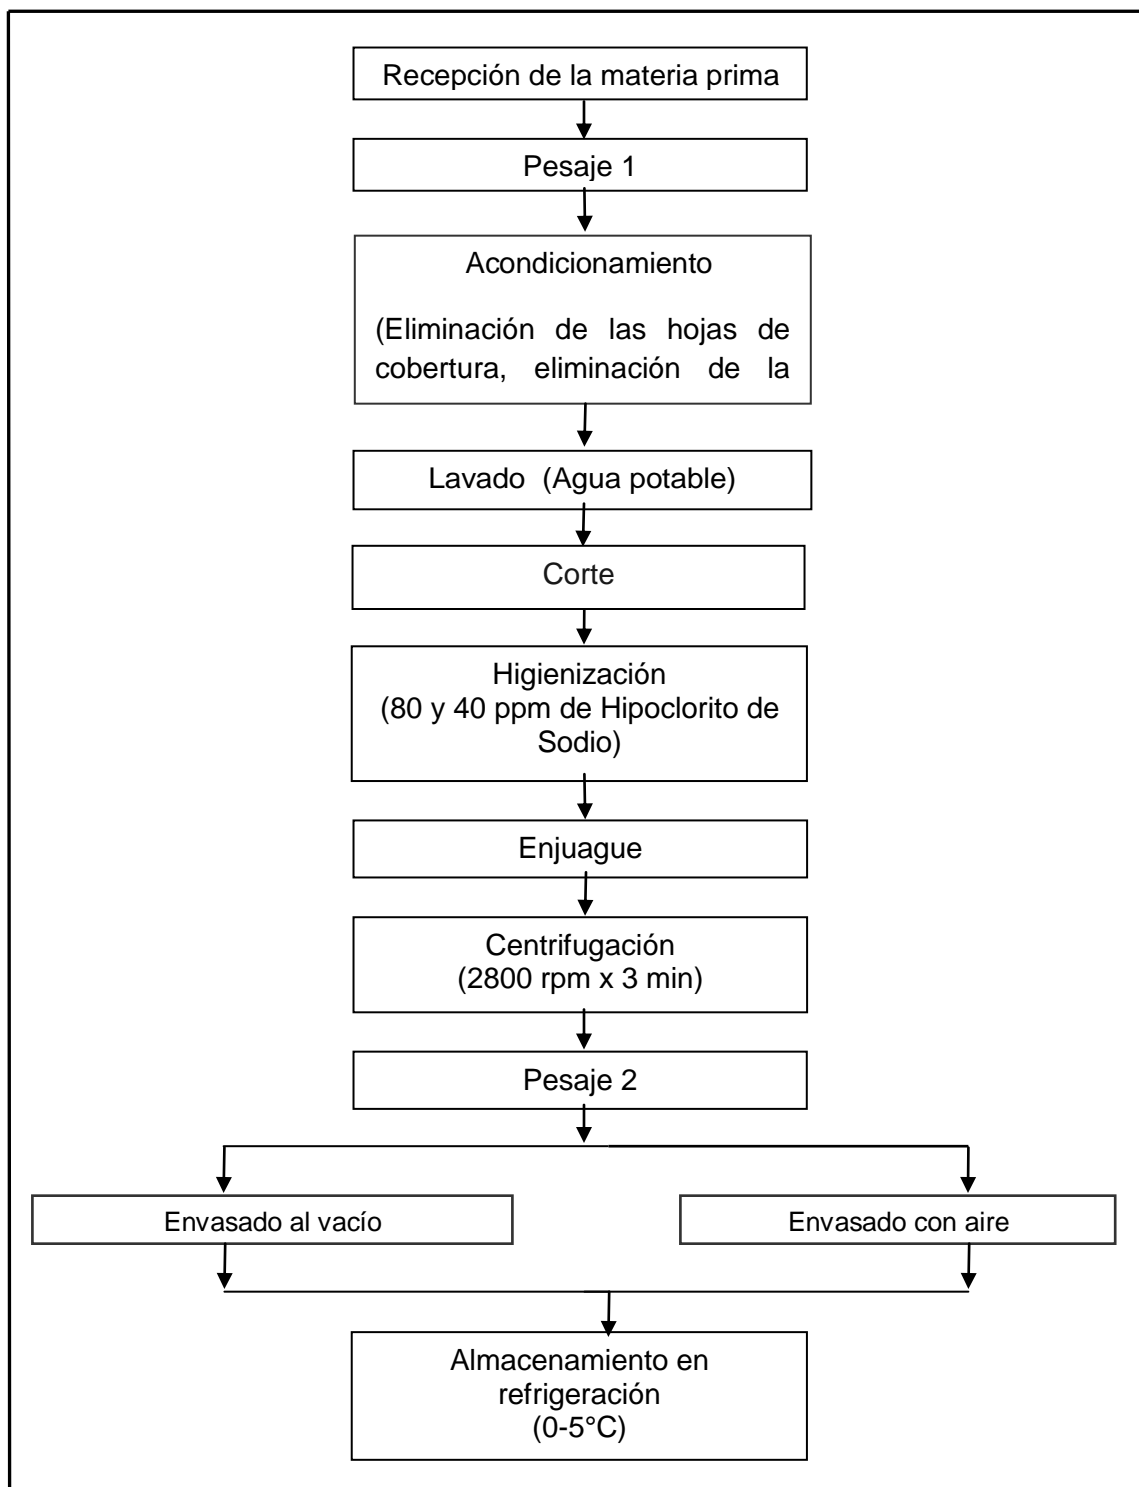 Recepción de la materia prima
Pesaje 1
Acondicionamiento
(Eliminación de las hojas de
cobertura, eliminación de la
Lavado (Agua potable)
Corte
Higienización
(80 y 40 ppm de Hipoclorito de
Sodio)
Enjuague
Centrifugación
(2800 rpm x 3 min)
Pesaje 2
Envasado al vacío
Envasado con aire
Almacenamiento en
refrigeración
(0-5°C)